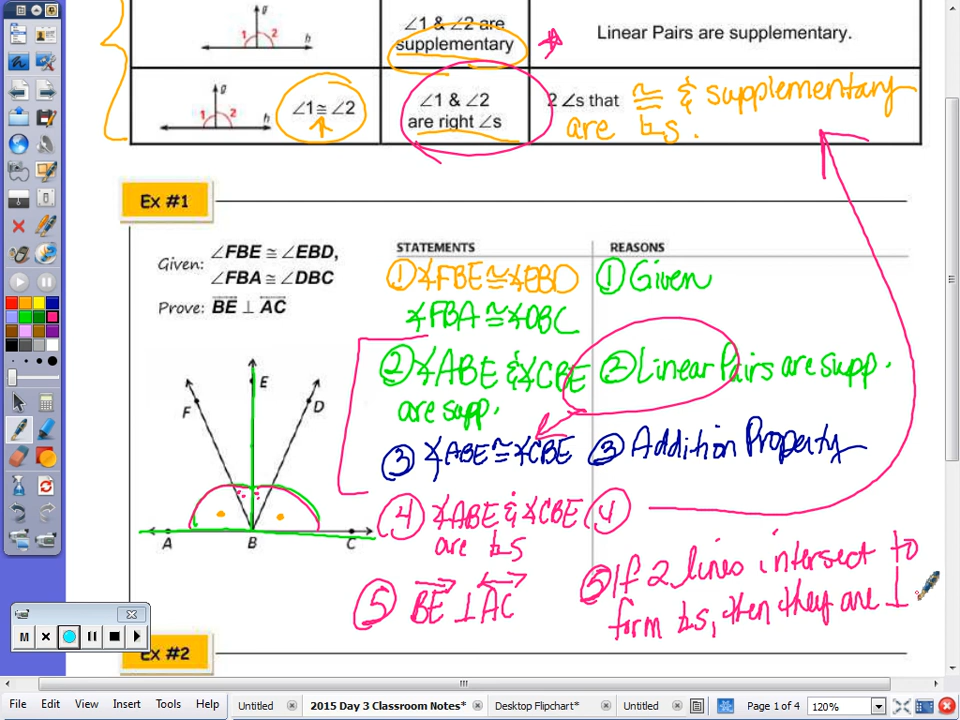 g
1 2
h
∠1 & ∠2 are
supplementary
Linear Pairs are supplementary.
g
1 2
h
∠1 ≅ ∠2
∠1 & ∠2
are right ∠s
2 ∠s that ≅ & supplementary
are ⊾s.
Ex #1
Given: ∠FBE ≅ ∠EBD,
∠FBA ≅ ∠DBC
Prove: BE ⊥ AC
STATEMENTS
REASONS
① ∡FBE ≅ ∡EBD
① Given
∡FBA ≅ ∡DBC
② ∡ABE & ∡CBE
② Linear Pairs are supp.
are supp.
③ ∡ABE ≅ ∡CBE
③ Addition Property
④ ∡ABE & ∡CBE
④
are ⊾s
⑤ BE ⊥ AC
⑤ If 2 lines intersect to
form ⊾s, then they are ⊥
F
E
D
A
B
C
M
Ex #2
File Edit View Insert Tools Help
Untitled
2015 Day 3 Classroom Notes*
Desktop Flipchart*
Untitled
Page 1 of 4
120%